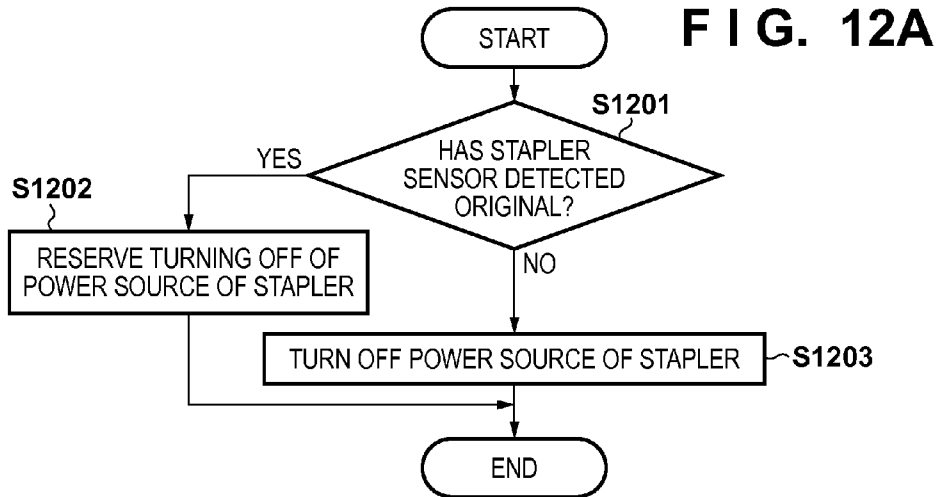 F I G. 12A
START
S1201
HAS STAPLER
SENSOR DETECTED
ORIGINAL?
YES
S1202
RESERVE TURNING OFF OF
POWER SOURCE OF STAPLER
NO
TURN OFF POWER SOURCE OF STAPLER
S1203
END